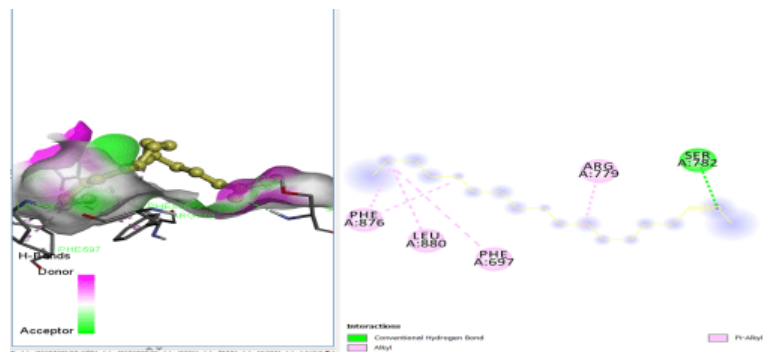 PHE697
H-Bonds
Donor
Acceptor
ARG
A:779
SER
A:782
PHE
A:876
LEU
A:880
PHE
A:697
Interactions
Conventional Hydrogen Bond
Alkyl
Pi-Alkyl